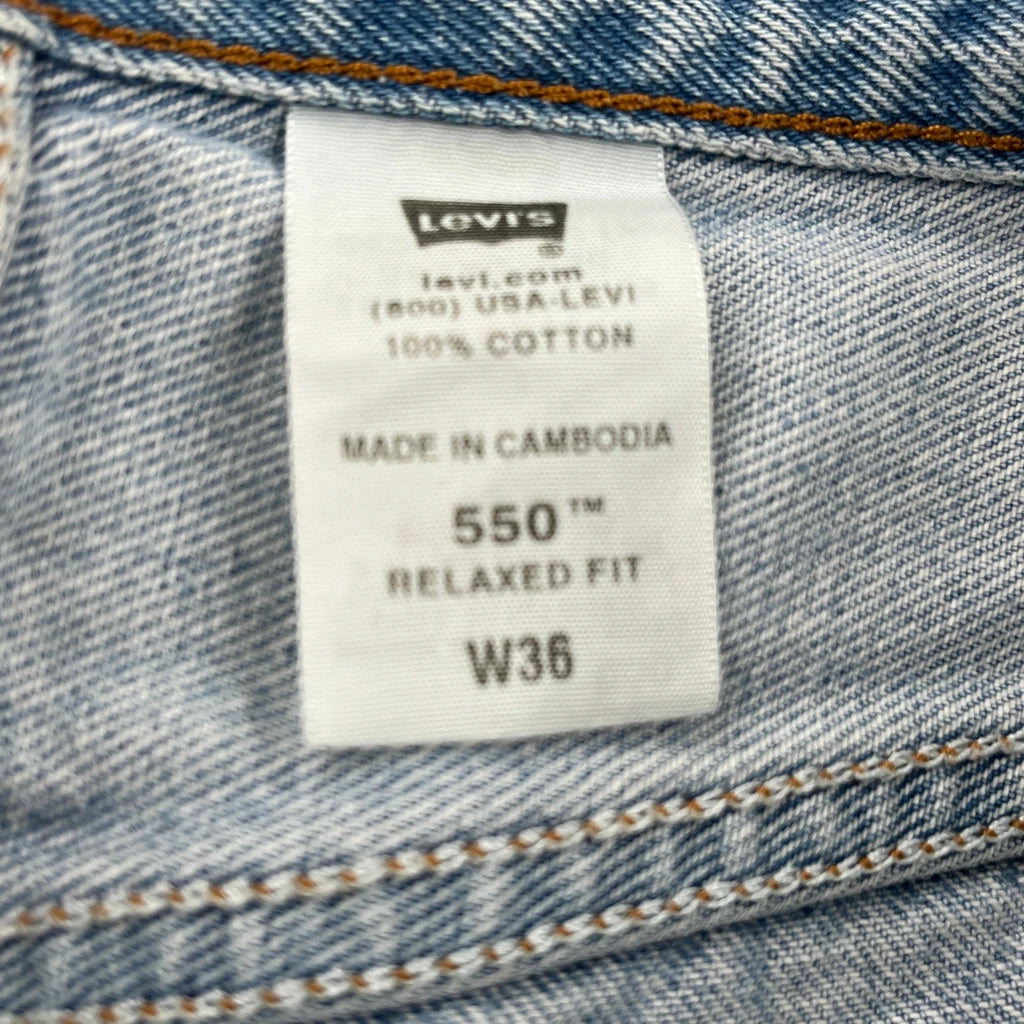 Levi's
®
levi.com
(800) USA-LEVI
100% COTTON
MADE IN CAMBODIA
550™
RELAXED FIT
W36